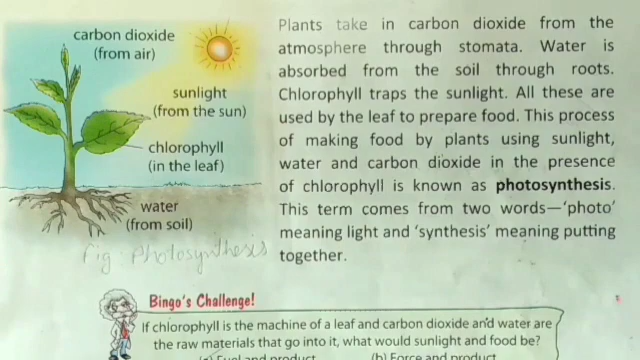 carbon dioxide
(from air)
sunlight
(from the sun)
chlorophyll
(in the leaf)
water
(from soil)
Fig: Photosynthesis
Plants take in carbon dioxide from the
atmosphere through stomata. Water is
absorbed from the soil through roots.
Chlorophyll traps the sunlight. All these are
used by the leaf to prepare food. This process
of making food by plants using sunlight,
water and carbon dioxide in the presence
of chlorophyll is known as photosynthesis.
This term comes from two words—‘photo’
meaning light and ‘synthesis’ meaning putting
together.
Bingo's Challenge!
If chlorophyll is the machine of a leaf and carbon dioxide and water are
the raw materials that go into it, what would sunlight and food be?
(a) Fuel and product (b) Force and product